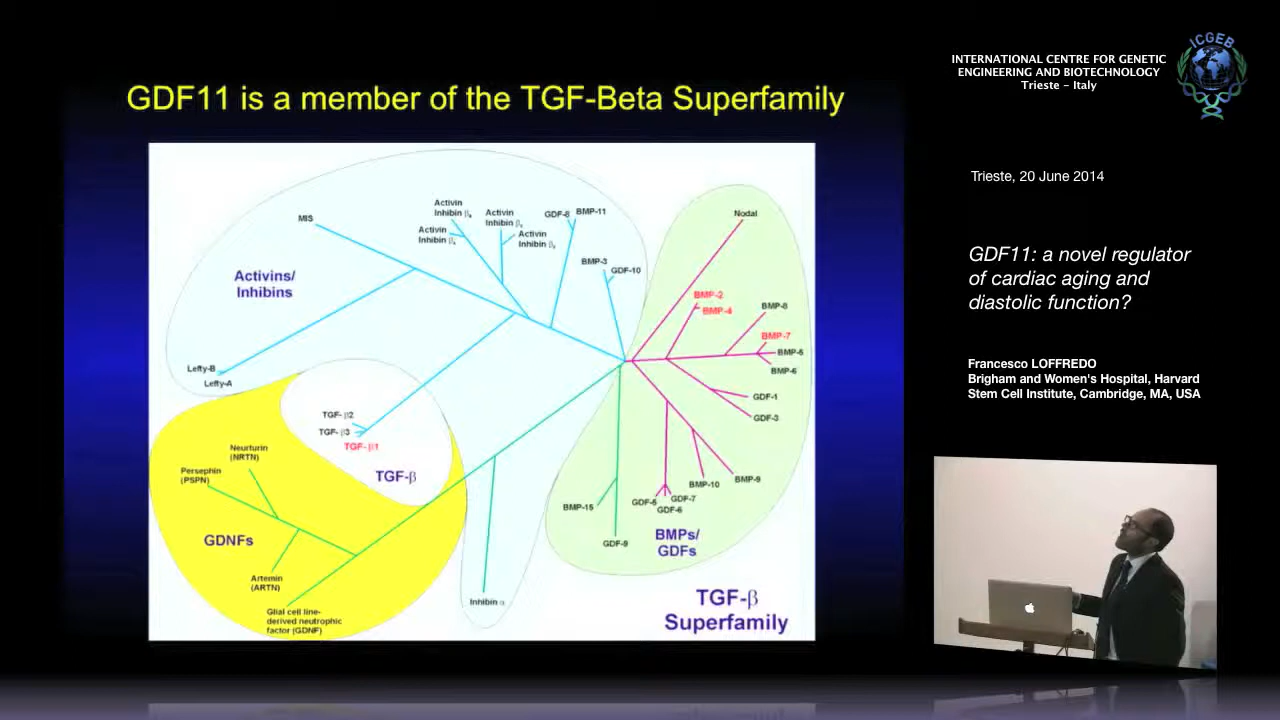 GDF11 is a member of the TGF-Beta Superfamily
MIS
Activin
Inhibin
Activin
Inhibin
Activin
Inhibin
Activin
Inhibin
GDF-8
BMP-11
BMP-3
GDF-10
Activins/
Inhibins
Lefty-B
Lefty-A
Nodal
BMP-2
BMP-4
BMP-8
BMP-7
BMP-5
BMP-6
GDF-1
GDF-3
BMP-9
BMP-10
GDF-5
GDF-7
GDF-6
BMP-15
GDF-9
BMPs/
GDFs
TGF-β2
TGF-β3
TGF-β1
TGF-β
Neurturin
(NRTN)
Persephin
(PSPN)
GDNFs
Artemin
(ARTN)
Glial cell line-
derived neutrophic
factor (GDNF)
Inhibin α
TGF-β
Superfamily
INTERNATIONAL CENTRE FOR GENETIC
ENGINEERING AND BIOTECHNOLOGY
Trieste – Italy
ICGEB
Trieste, 20 June 2014
GDF11: a novel regulator
of cardiac aging and
diastolic function?
Francesco LOFFREDO
Brigham and Women's Hospital, Harvard
Stem Cell Institute, Cambridge, MA, USA